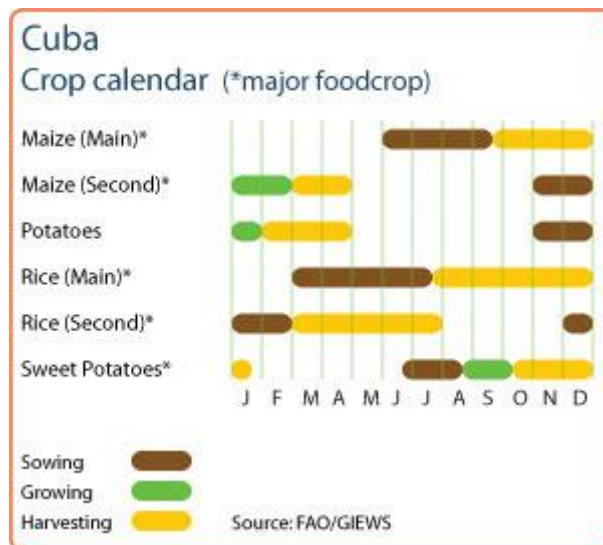 Cuba
Crop calendar (*major foodcrop)
Maize (Main)*
Maize (Second)*
Potatoes
Rice (Main)*
Rice (Second)*
Sweet Potatoes*
J F M A M J J A S O N D
Sowing
Growing
Harvesting
Source: FAO/GIEWS